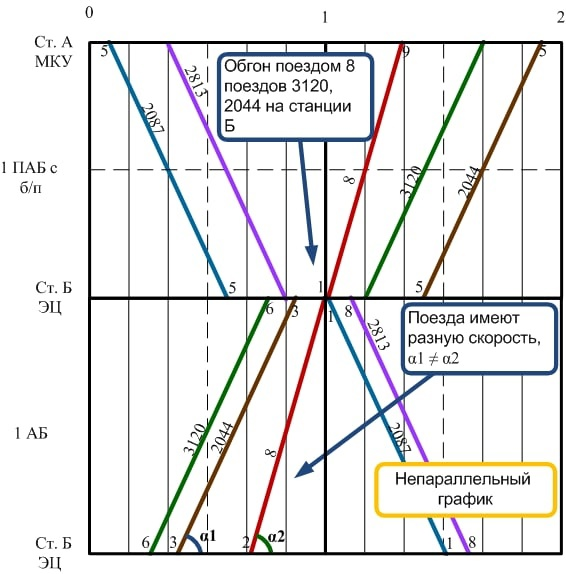 0 1 2
Ст. А
МКУ
5 9 5
2087
2813
Обгон поездом 8
поездов 3120,
2044 на станции
Б
8
3120
2044
1 ПАБ с
б/п
Ст. Б
ЭЦ
5 1 5
6 3 1 8
Поезда имеют
разную скорость,
α1 ≠ α2
2813
2087
1 АБ
3120
2044
8
Непараллельный
график
Ст. Б
ЭЦ
6 3 α1 2 α2 1 8